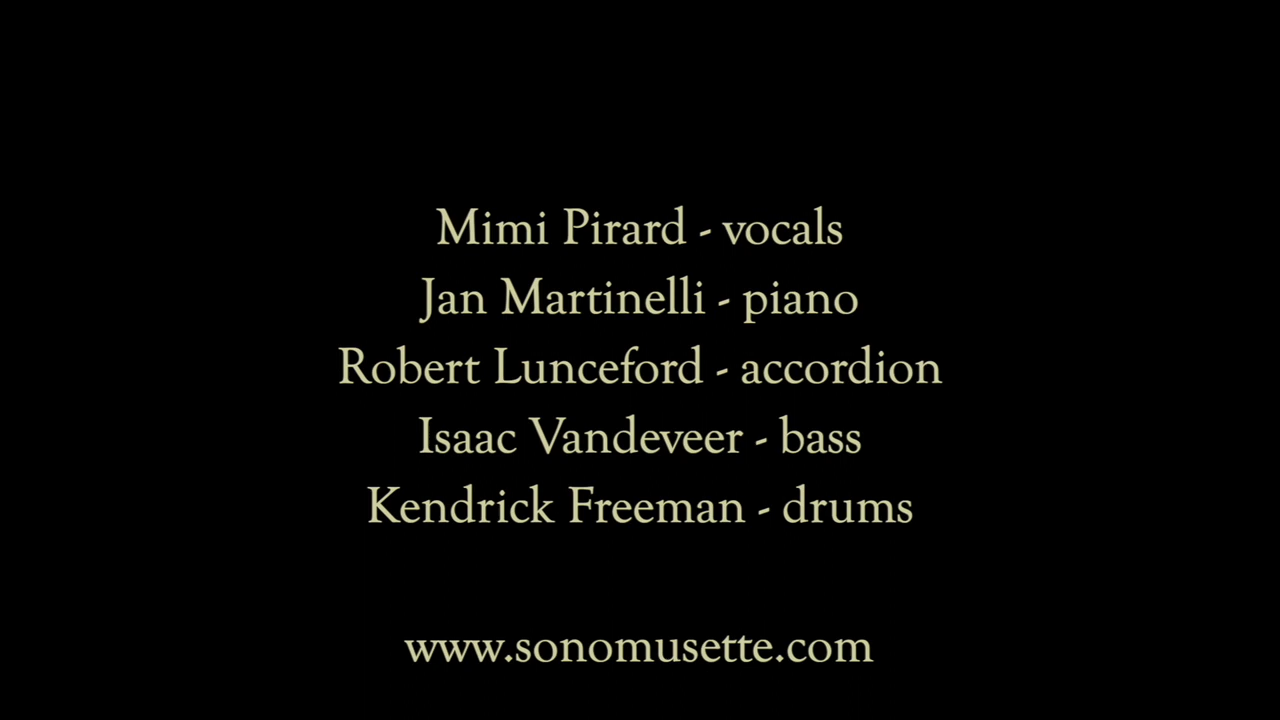 Mimi Pirard - vocals
Jan Martinelli - piano
Robert Lunceford - accordion
Isaac Vandeveer - bass
Kendrick Freeman - drums
www.sonomusette.com